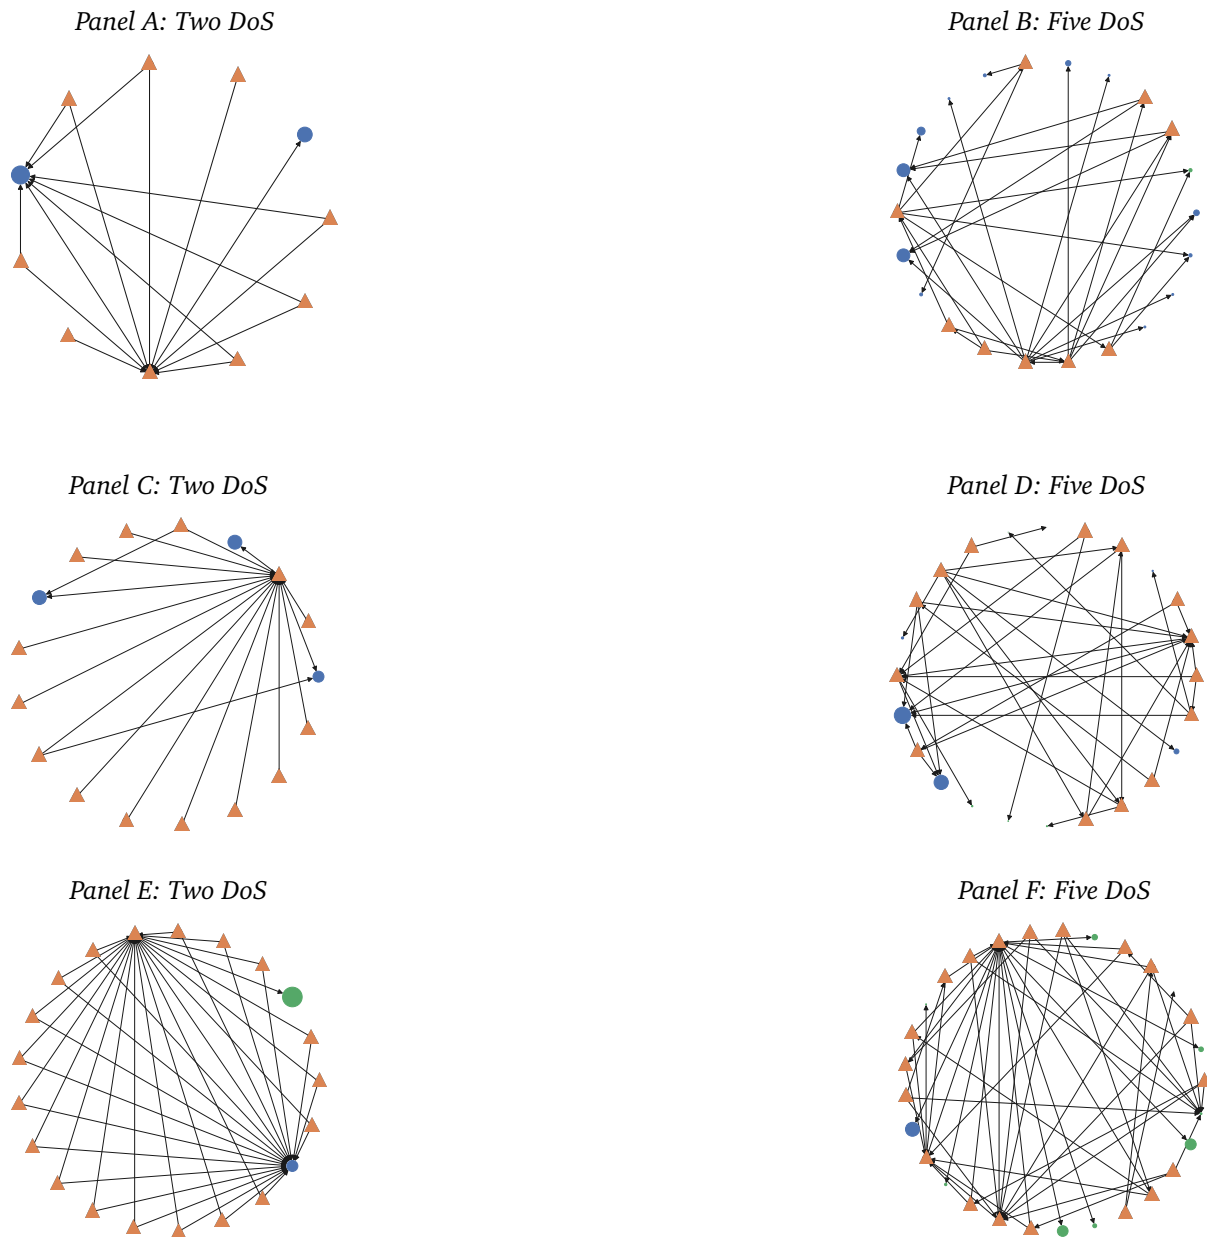 Panel A: Two DoS
Panel B: Five DoS
Panel C: Two DoS
Panel D: Five DoS
Panel E: Two DoS
Panel F: Five DoS